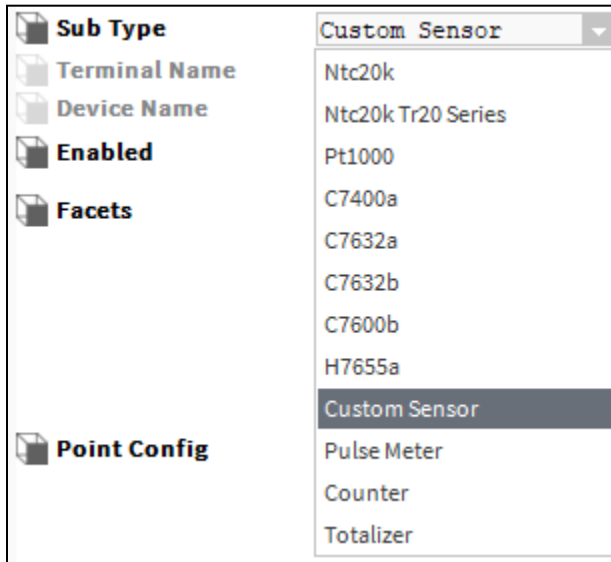 Sub Type
Custom Sensor
Terminal Name
Device Name
Enabled
Facets
Point Config
Ntc20k
Ntc20k Tr20 Series
Pt1000
C7400a
C7632a
C7632b
C7600b
H7655a
Custom Sensor
Pulse Meter
Counter
Totalizer